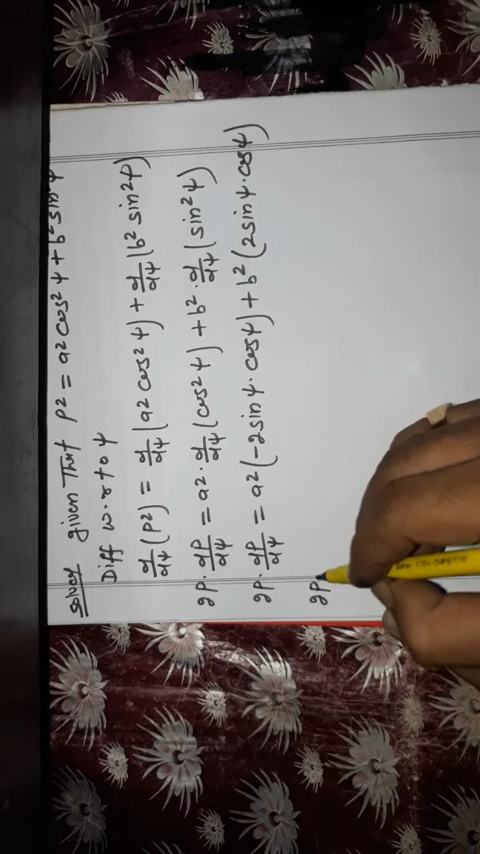 solve given that p² = a² cos² ψ + b² sin² ψ
Diff w.r to ψ
d/dψ (p²) = d/dψ (a² cos² ψ) + d/dψ (b² sin² ψ)
2p · dp/dψ = a² · d/dψ (cos² ψ) + b² · d/dψ (sin² ψ)
2p · dp/dψ = a² (-2 sin ψ · cos ψ) + b² (2 sin ψ · cos ψ)
2p